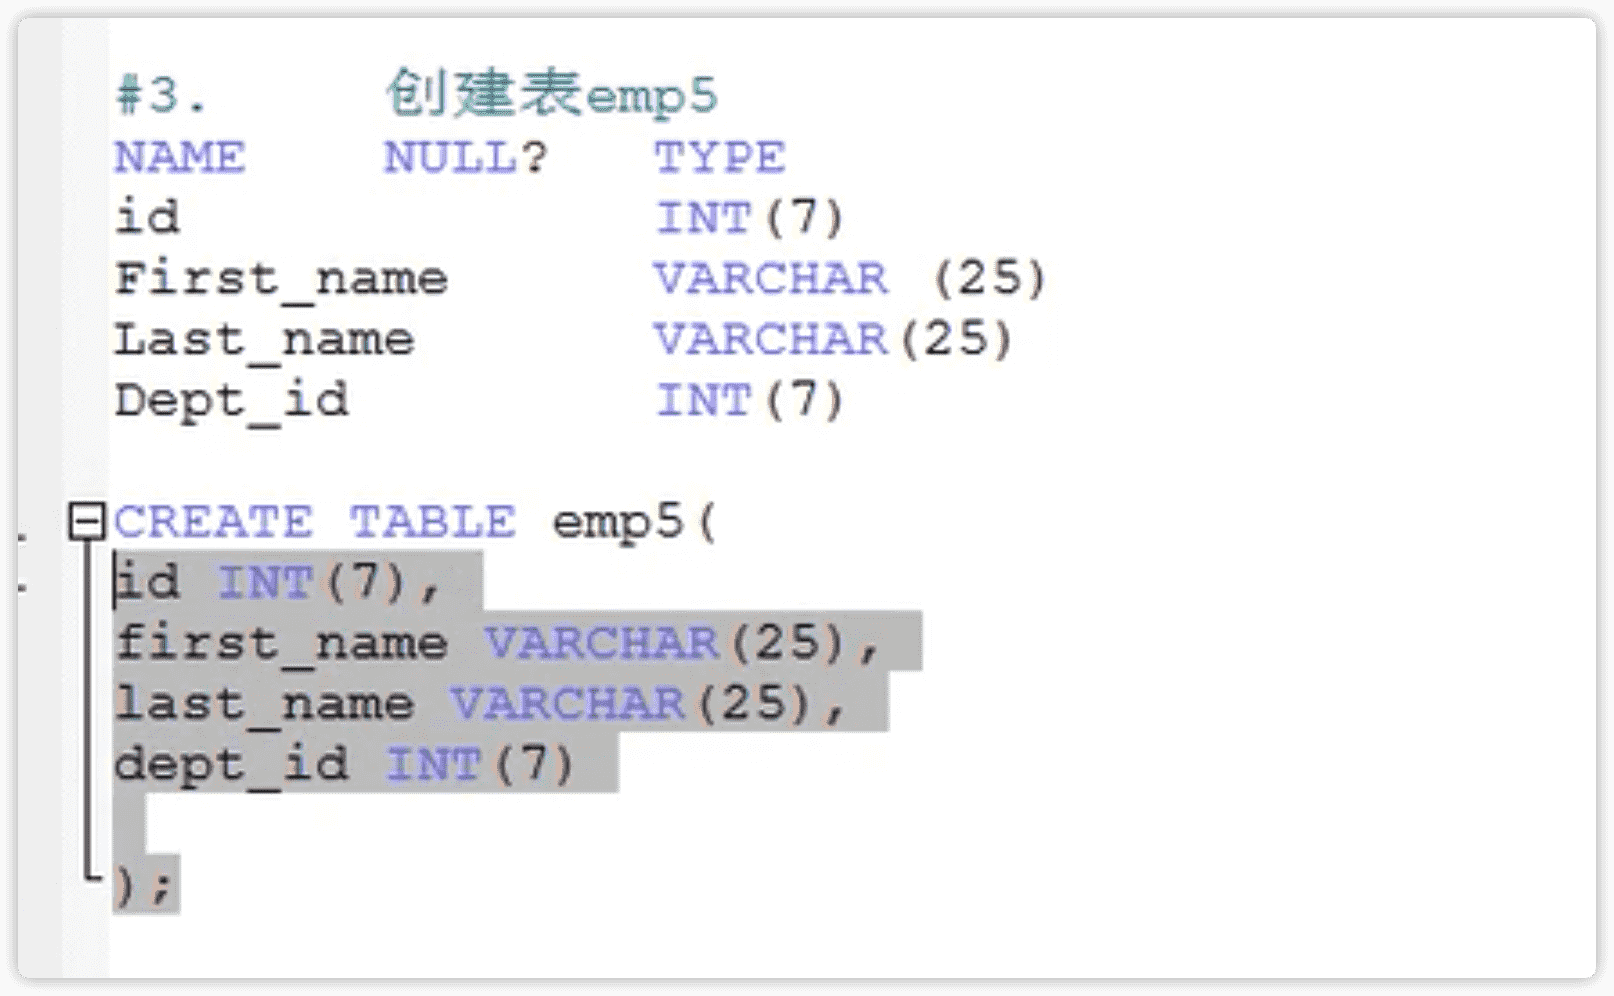 #3. 创建表emp5
NAME NULL? TYPE
id INT(7)
First_name VARCHAR (25)
Last_name VARCHAR(25)
Dept_id INT(7)
CREATE TABLE emp5(
id INT(7),
first_name VARCHAR(25),
last_name VARCHAR(25),
dept_id INT(7)
);